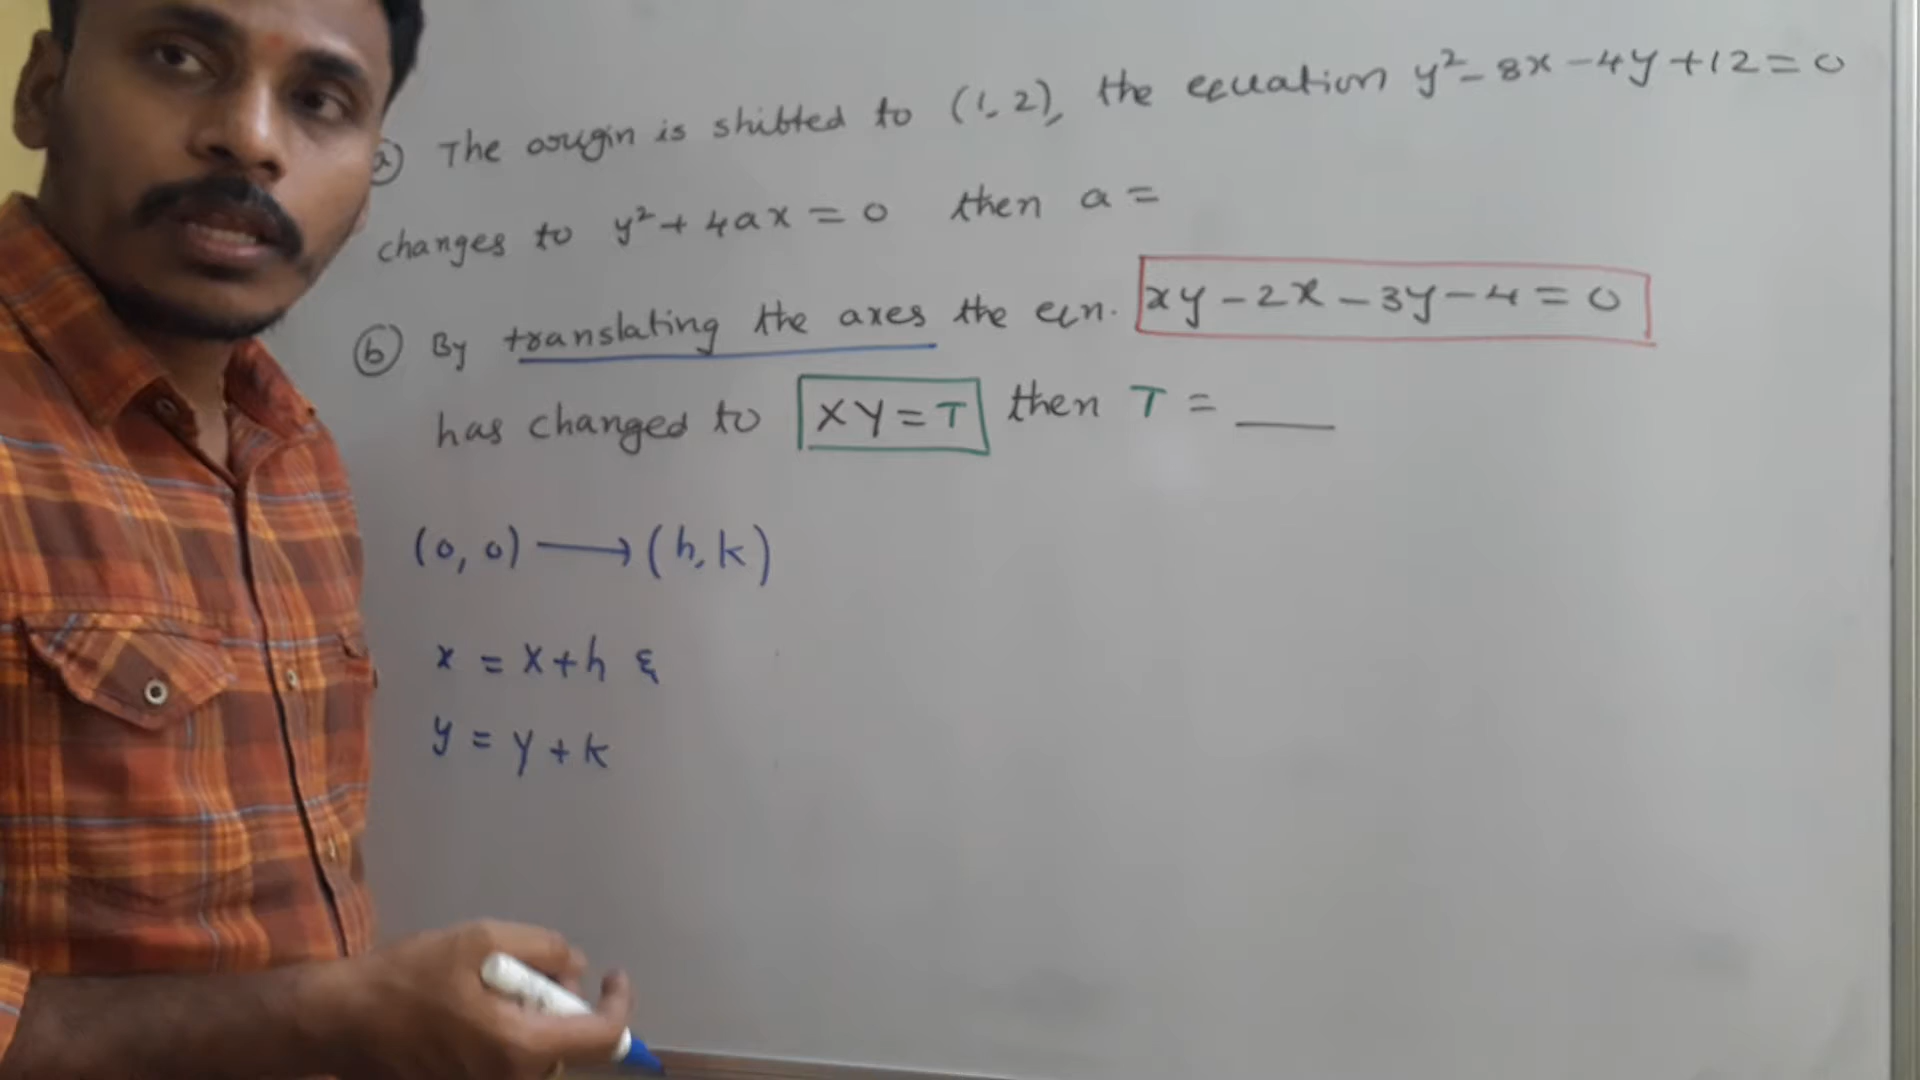 a) The origin is shifted to (1, 2), the equation y² - 8x - 4y + 12 = 0
changes to y² + 4ax = 0 then a =
b) By translating the axes the eqn. xy - 2x - 3y - 4 = 0
has changed to XY = T then T = ____
(0, 0) ⟶ (h, k)
x = X + h &
y = Y + k